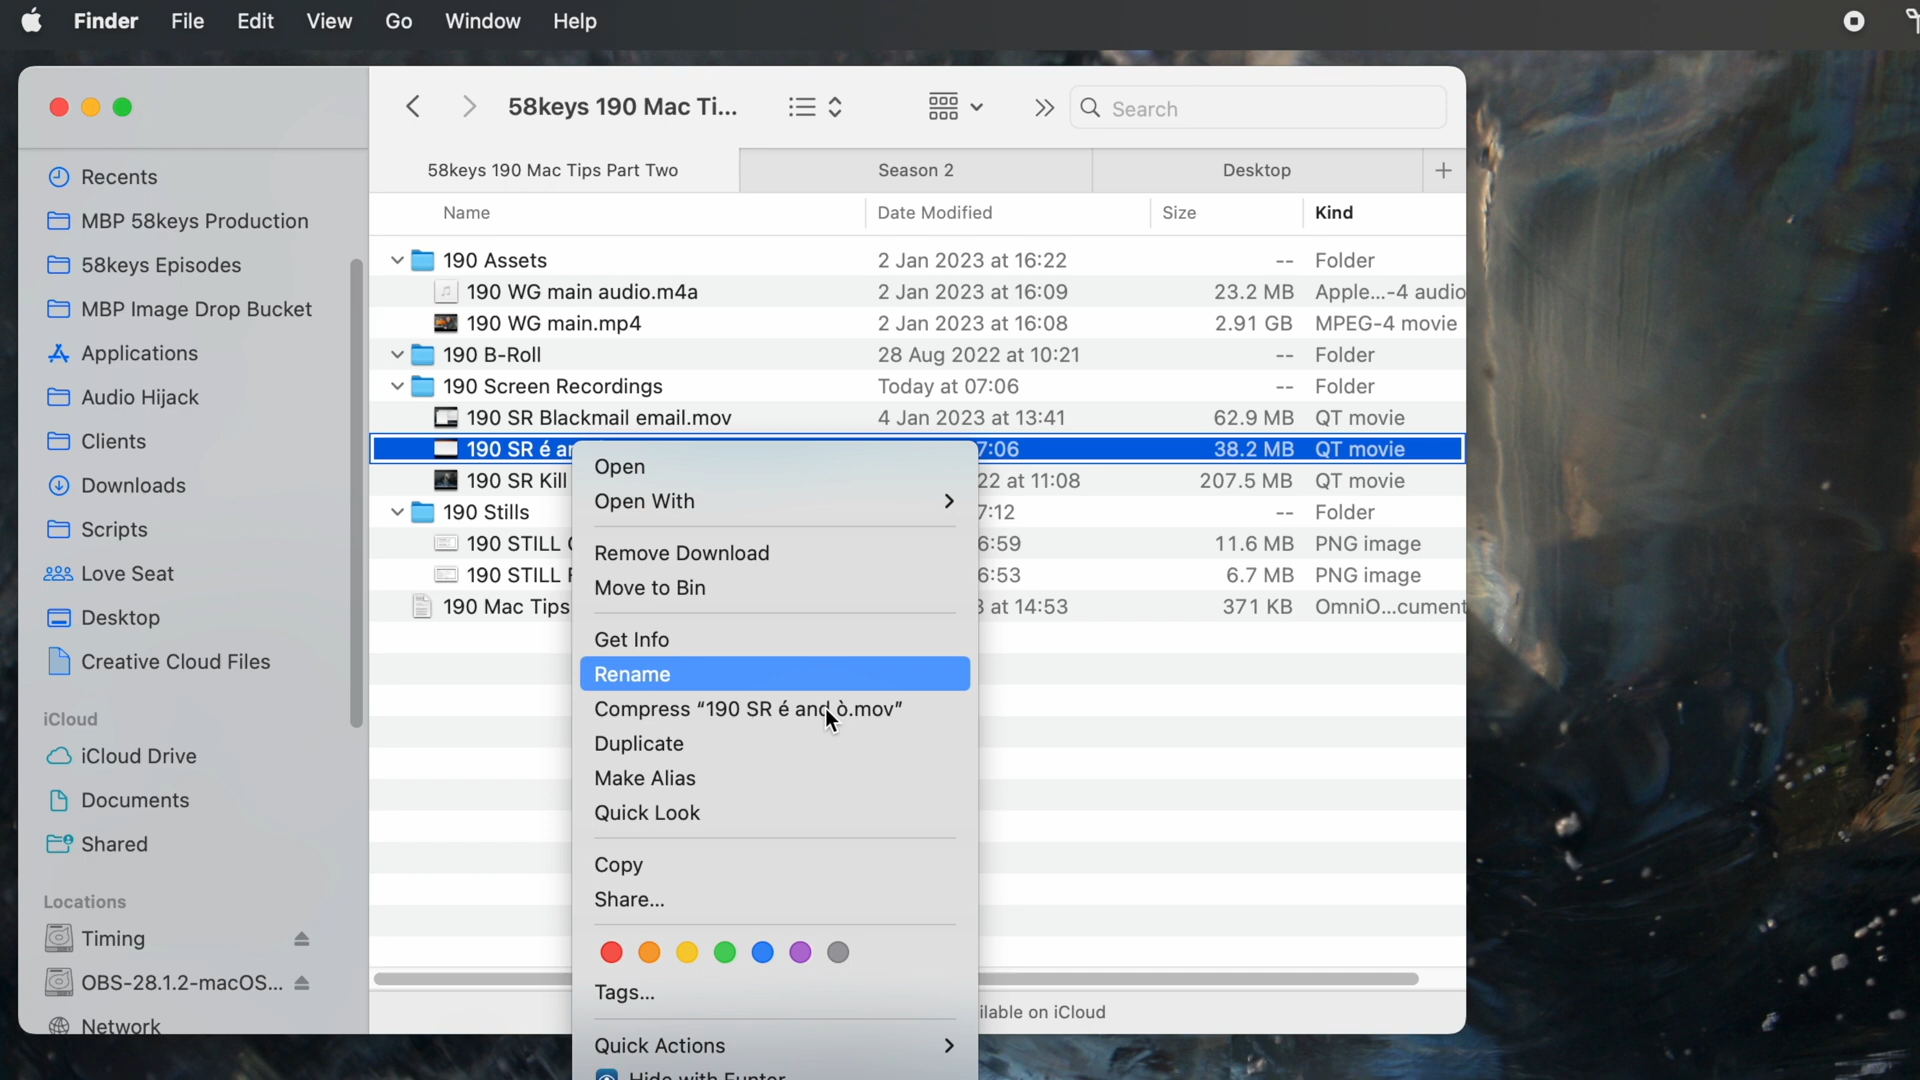 Finder File Edit View Go Window Help
58keys 190 Mac Ti... Search
58keys 190 Mac Tips Part Two Season 2 Desktop
Name Date Modified Size Kind
Recents
MBP 58keys Production
58keys Episodes
MBP Image Drop Bucket
Applications
Audio Hijack
Clients
Downloads
Scripts
Love Seat
Desktop
Creative Cloud Files
iCloud
iCloud Drive
Documents
Shared
Locations
Timing
OBS-28.1.2-macOS...
Network
190 Assets 2 Jan 2023 at 16:22 -- Folder
190 WG main audio.m4a 2 Jan 2023 at 16:09 23.2 MB Apple...-4 audio
190 WG main.mp4 2 Jan 2023 at 16:08 2.91 GB MPEG-4 movie
190 B-Roll 28 Aug 2022 at 10:21 -- Folder
190 Screen Recordings Today at 07:06 -- Folder
190 SR Blackmail email.mov 4 Jan 2023 at 13:41 62.9 MB QT movie
190 SR é 7:06 38.2 MB QT movie
190 SR Kill 22 at 11:08 207.5 MB QT movie
190 Stills 7:12 -- Folder
190 STILL 6:59 11.6 MB PNG image
190 STILL 6:53 6.7 MB PNG image
190 Mac Tips at 14:53 371 KB OmniO...cument
Open
Open With
Remove Download
Move to Bin
Get Info
Rename
Compress “190 SR é and ò.mov”
Duplicate
Make Alias
Quick Look
Copy
Share...
Tags...
Quick Actions
on iCloud